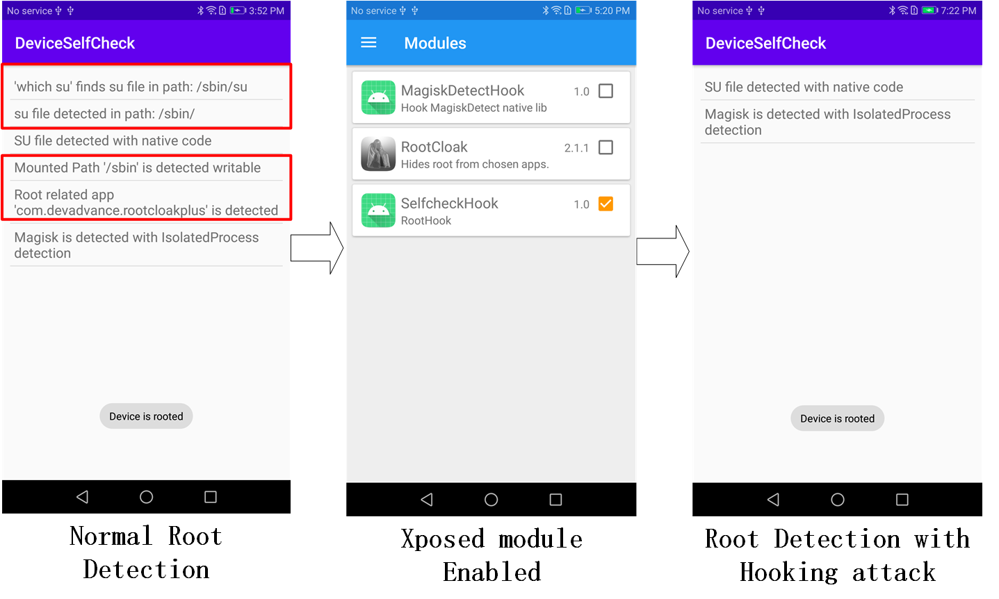 No service
3:52 PM
DeviceSelfCheck
'which su' finds su file in path: /sbin/su
su file detected in path: /sbin/
SU file detected with native code
Mounted Path '/sbin' is detected writable
Root related app
'com.devadvance.rootcloakplus' is detected
Magisk is detected with IsolatedProcess
detection
Device is rooted
Normal Root
Detection
No service
5:20 PM
Modules
MagiskDetectHook
1.0
Hook MagiskDetect native lib
RootCloak
2.1.1
Hides root from chosen apps.
SelfcheckHook
1.0
RootHook
Xposed module
Enabled
No service
7:22 PM
DeviceSelfCheck
SU file detected with native code
Magisk is detected with IsolatedProcess
detection
Device is rooted
Root Detection with
Hooking attack